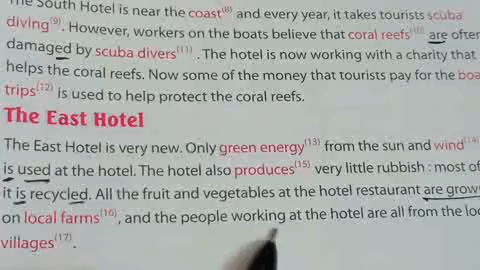 The South Hotel is near the coast(8) and every year, it takes tourists scuba
diving(9). However, workers on the boats believe that coral reefs(10) are often
damaged by scuba divers(11). The hotel is now working with a charity that
helps the coral reefs. Now some of the money that tourists pay for the boa
trips(12) is used to help protect the coral reefs.
The East Hotel
The East Hotel is very new. Only green energy(13) from the sun and wind(14)
is used at the hotel. The hotel also produces(15) very little rubbish : most of
it is recycled. All the fruit and vegetables at the hotel restaurant are grow
on local farms(16), and the people working at the hotel are all from the loc
villages(17).